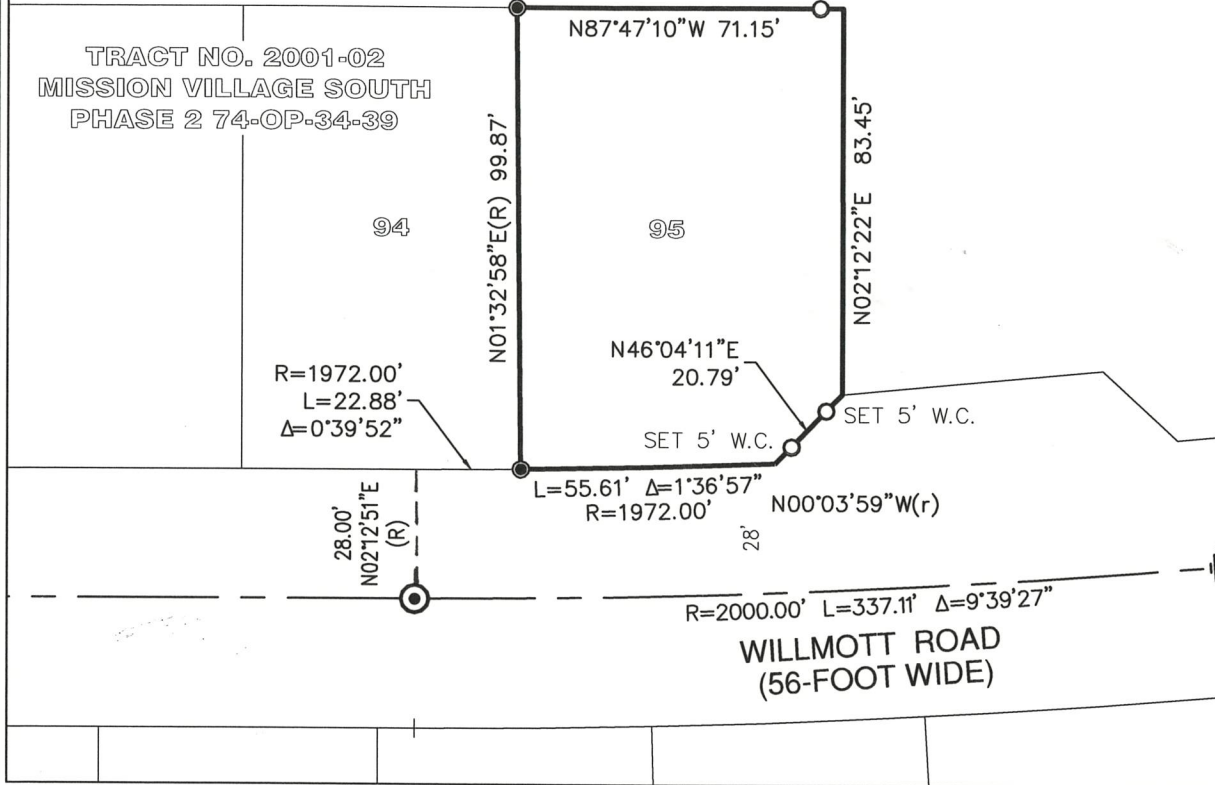 N87°47'10"W 71.15'
TRACT NO. 2001-02
MISSION VILLAGE SOUTH
PHASE 2 74-OP-34-39
N01°32'58"E(R) 99.87'
N02°12'22"E 83.45'
94
95
N46°04'11"E
20.79'
R=1972.00'
L=22.88'
Δ=0°39'52"
SET 5' W.C.
SET 5' W.C.
L=55.61' Δ=1°36'57"
R=1972.00'
N00°03'59"W(r)
28.00'
N02°12'51"E
(R)
28'
R=2000.00' L=337.11' Δ=9°39'27"
WILLMOTT ROAD
(56-FOOT WIDE)